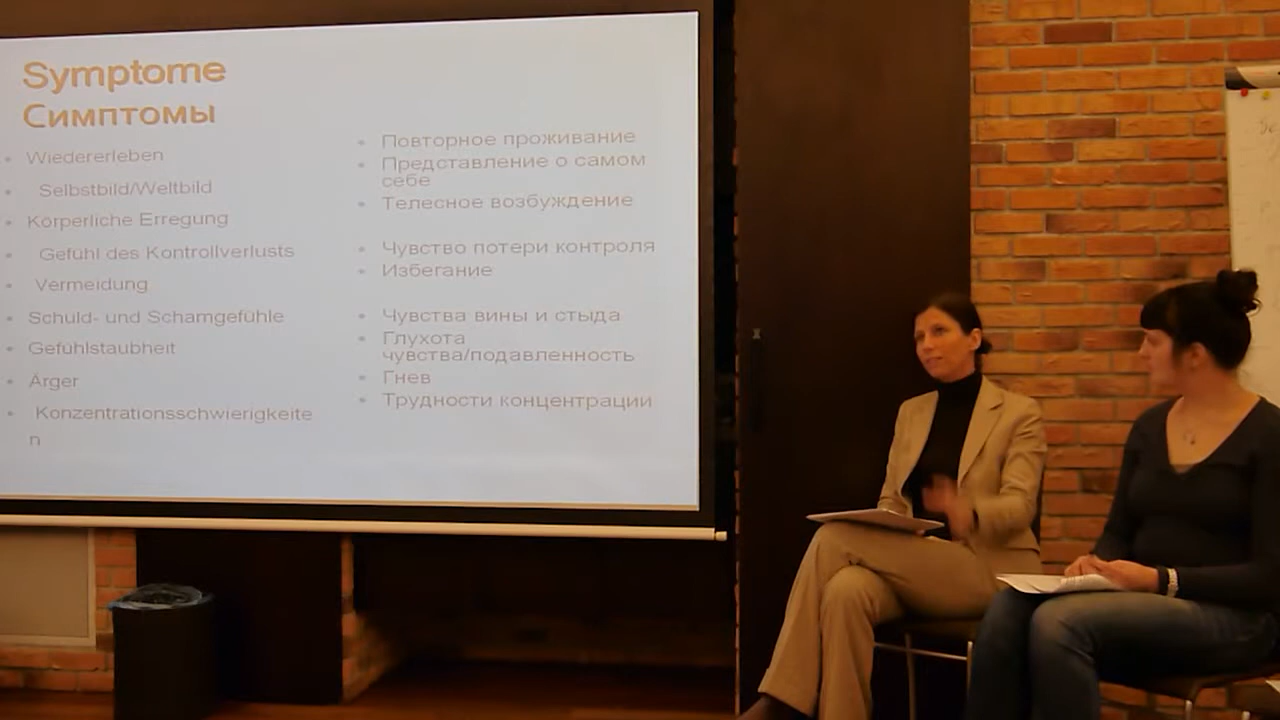 Symptome
Симптомы
Wiedererleben
Selbstbild/Weltbild
Körperliche Erregung
Gefühl des Kontrollverlusts
Vermeidung
Schuld- und Schamgefühle
Gefühlstaubheit
Ärger
Konzentrationsschwierigkeite
n
Повторное проживание
Представление о самом
себе
Телесное возбуждение
Чувство потери контроля
Избегание
Чувства вины и стыда
Глухота
чувства/подавленность
Гнев
Трудности концентрации